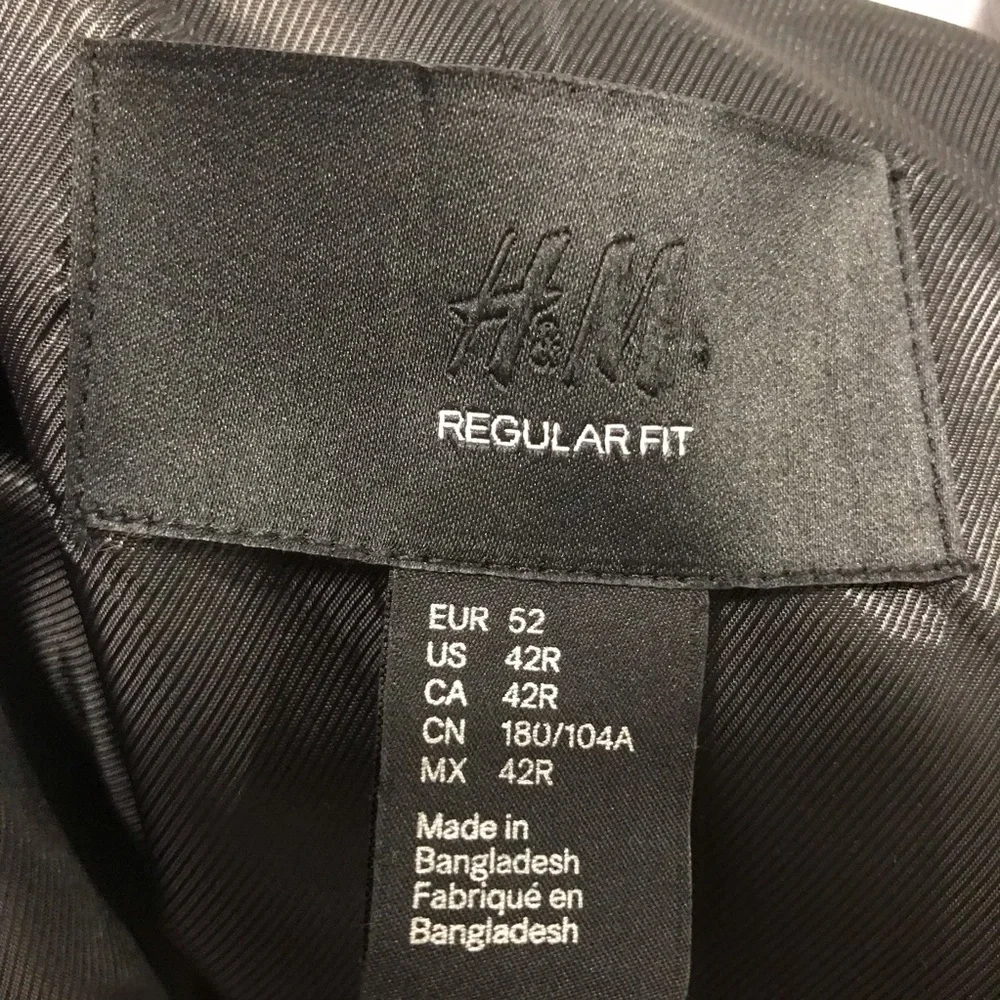 H&M
REGULAR FIT
EUR 52
US 42R
CA 42R
CN 180/104A
MX 42R
Made in
Bangladesh
Fabriqué en
Bangladesh